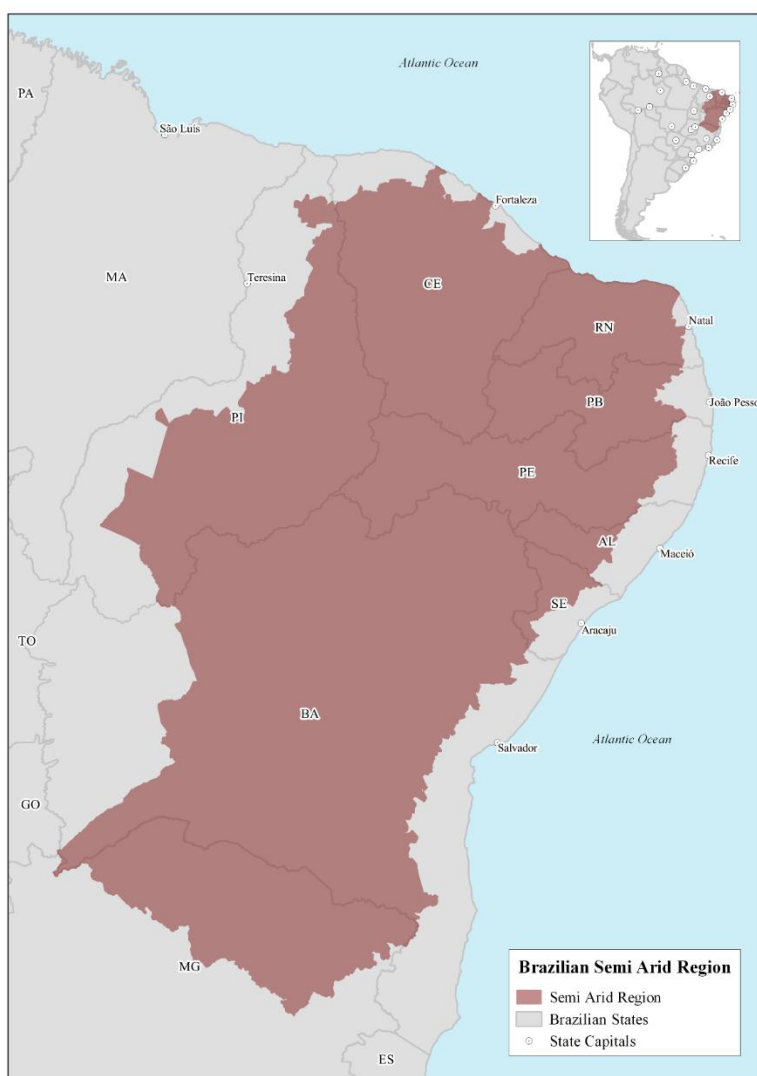 Atlantic Ocean
PA
São Luís
Fortaleza
MA
Teresina
CE
RN
Natal
PB
João Pesso
PI
Recife
PE
AL
Maceió
SE
Aracaju
TO
BA
Atlantic Ocean
Salvador
GO
MG
Brazilian Semi Arid Region
Semi Arid Region
Brazilian States
State Capitals
ES